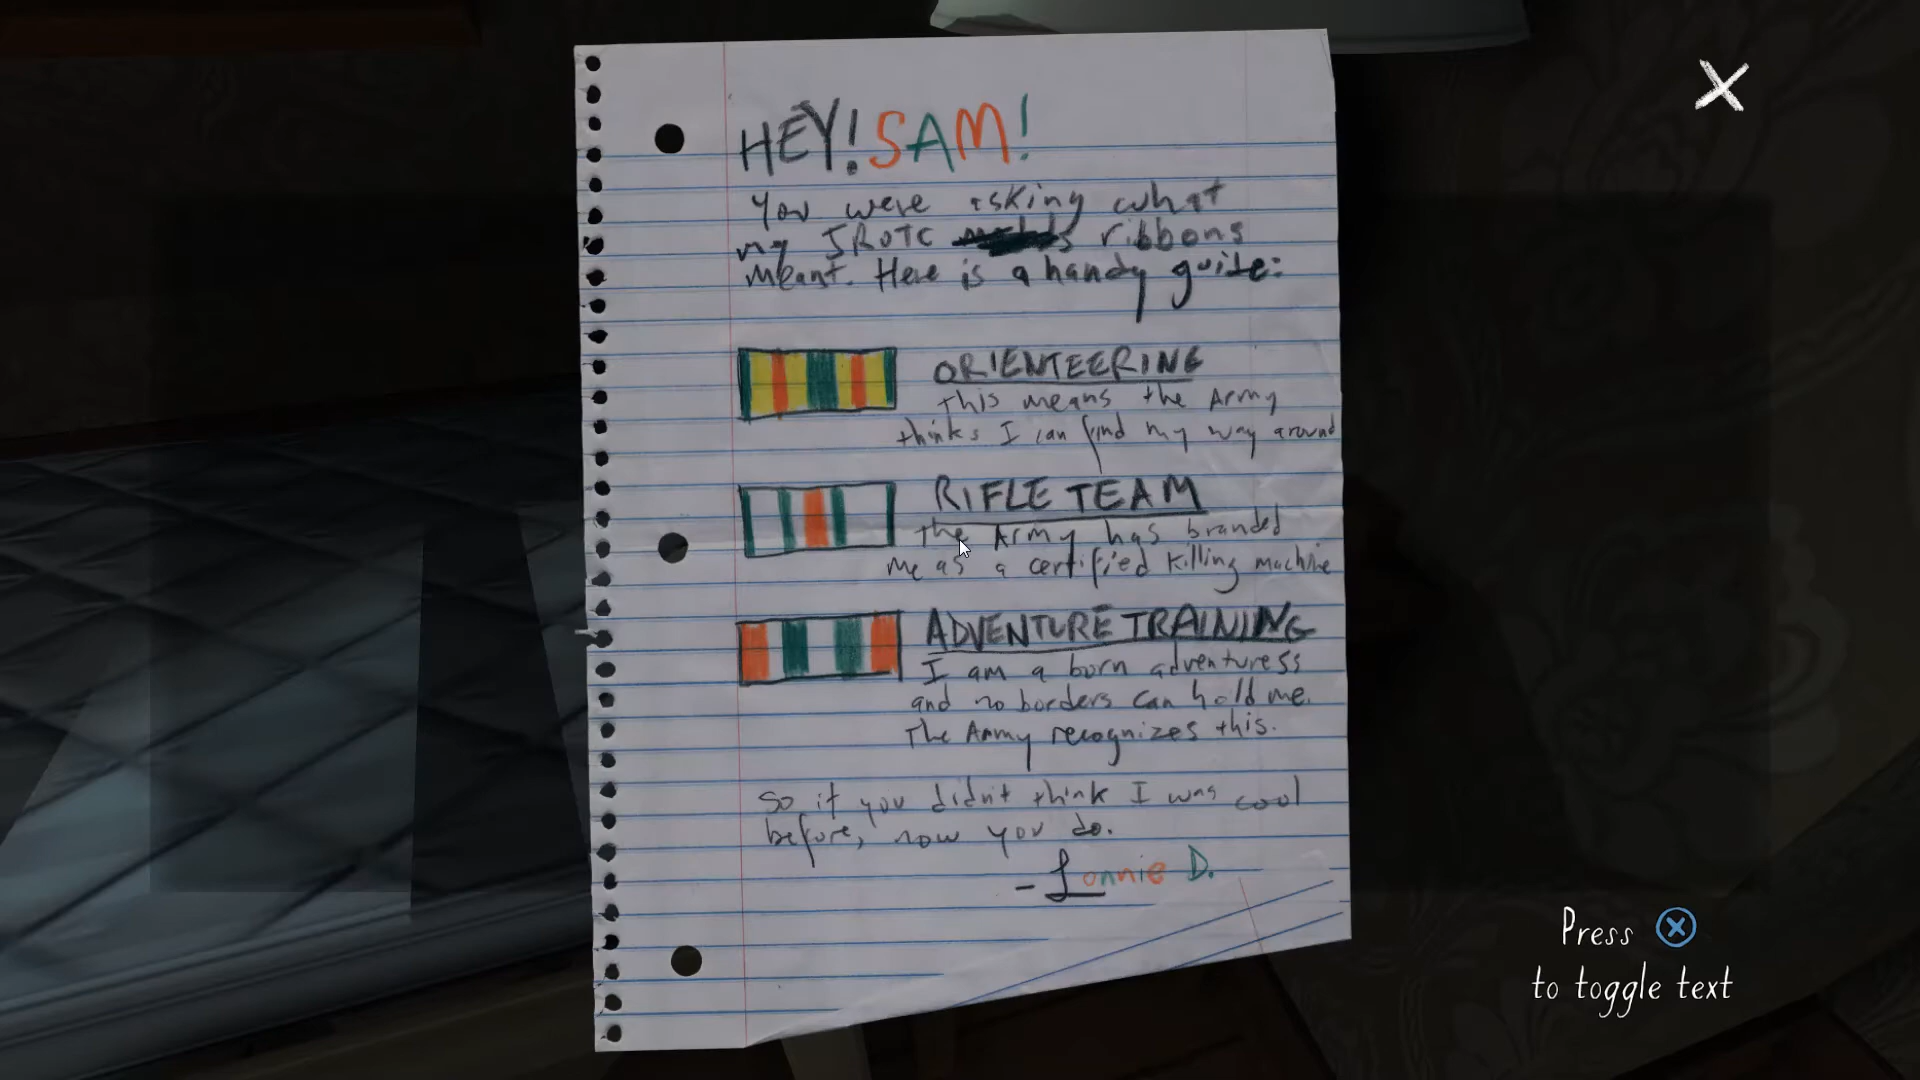 HEY! SAM!
You were asking what
my JROTC ribbons
meant. Here is a handy guide:
ORIENTEERING
this means the Army
thinks I can find my way around
RIFLE TEAM
the Army has branded
me as a certified killing machine
ADVENTURE TRAINING
I am a born adventuress
and no borders can hold me.
The Army recognizes this.
So if you didn't think I was cool
before, now you do.
- Lonnie D.
Press
to toggle text